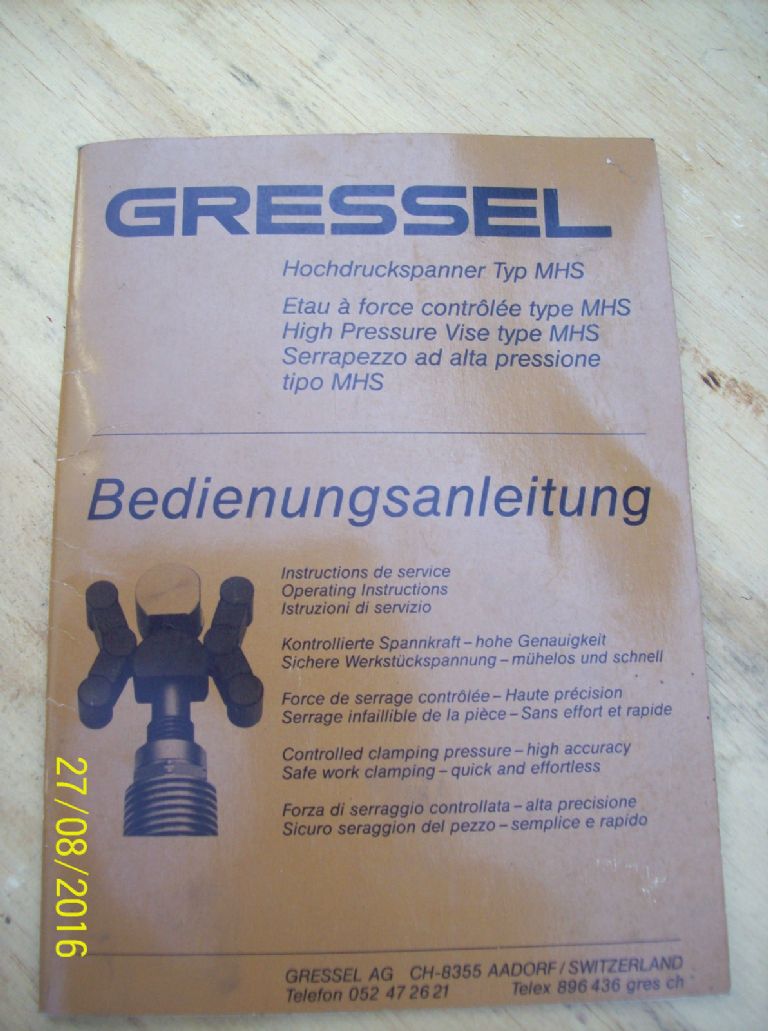 GRESSEL
Hochdruckspanner Typ MHS
Etau à force contrôlée type MHS
High Pressure Vise type MHS
Serrapezzo ad alta pressione
tipo MHS
Bedienungsanleitung
Instructions de service
Operating Instructions
Istruzioni di servizio
Kontrollierte Spannkraft – hohe Genauigkeit
Sichere Werkstückspannung – mühelos und schnell
Force de serrage contrôlée – Haute précision
Serrage infaillible de la pièce – Sans effort et rapide
Controlled clamping pressure – high accuracy
Safe work clamping – quick and effortless
Forza di serraggio controllata – alta precisione
Sicuro seraggion del pezzo – semplice e rapido
GRESSEL AG CH-8355 AADORF/SWITZERLAND
Telefon 052 47 26 21 Telex 896 436 gres ch
27/08/2016